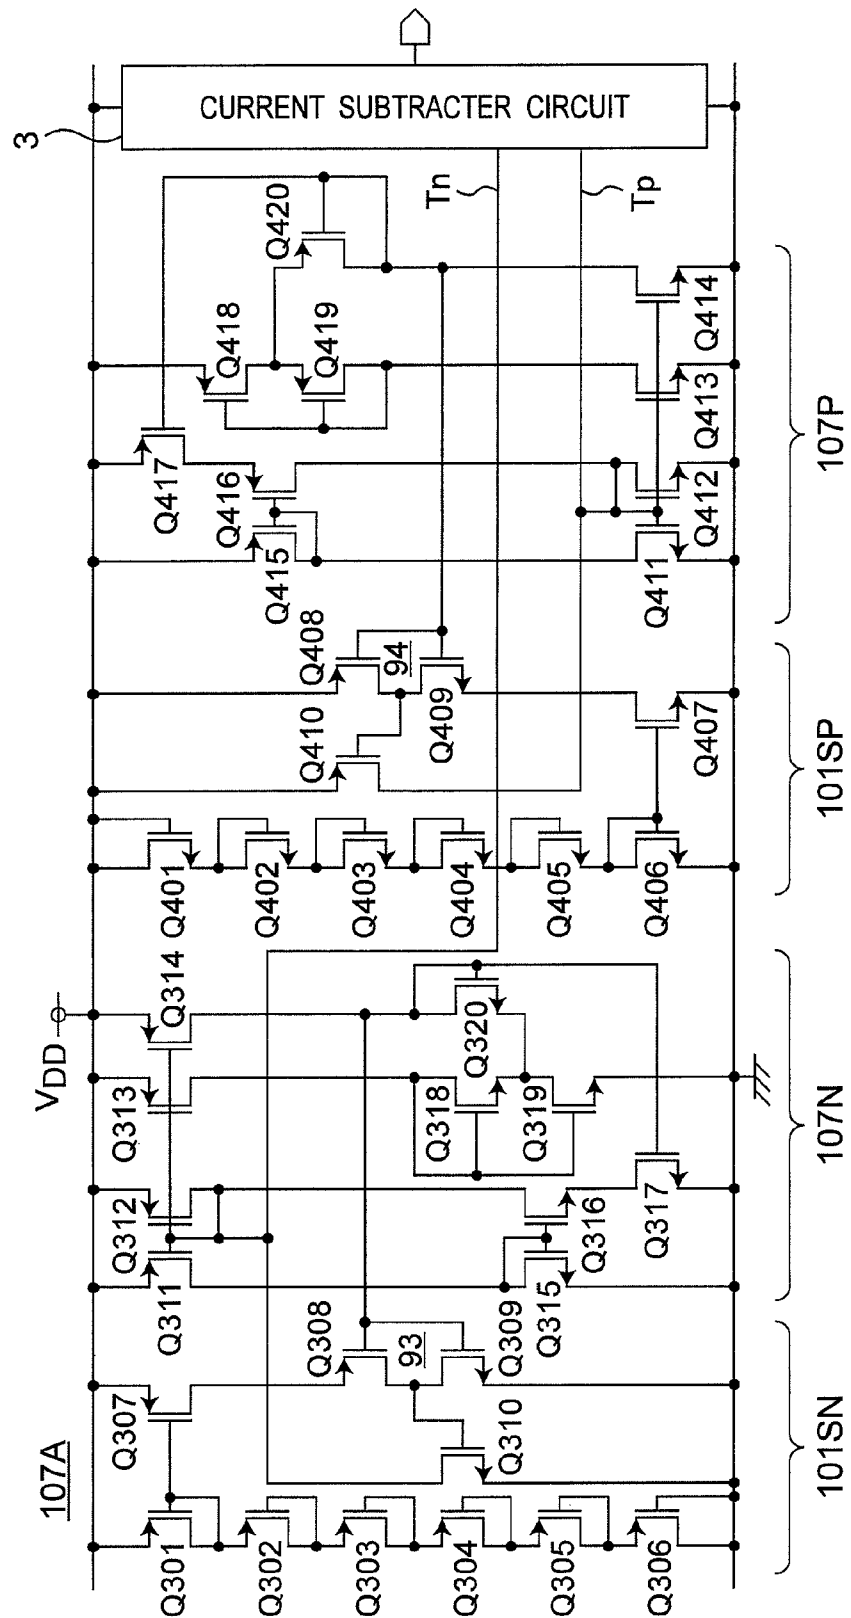 107A
VDD
Q301
Q302
Q303
Q304
Q305
Q306
Q307
Q308
93
Q309
Q310
101SN
Q311
Q312
Q313
Q314
Q315
Q316
Q317
Q318
Q319
Q320
107N
Q401
Q402
Q403
Q404
Q405
Q406
Q410
Q408
94
Q409
Q407
101SP
Q415
Q416
Q417
Q418
Q419
Q420
Q411
Q412
Q413
Q414
107P
Tn
Tp
3
CURRENT SUBTRACTER CIRCUIT